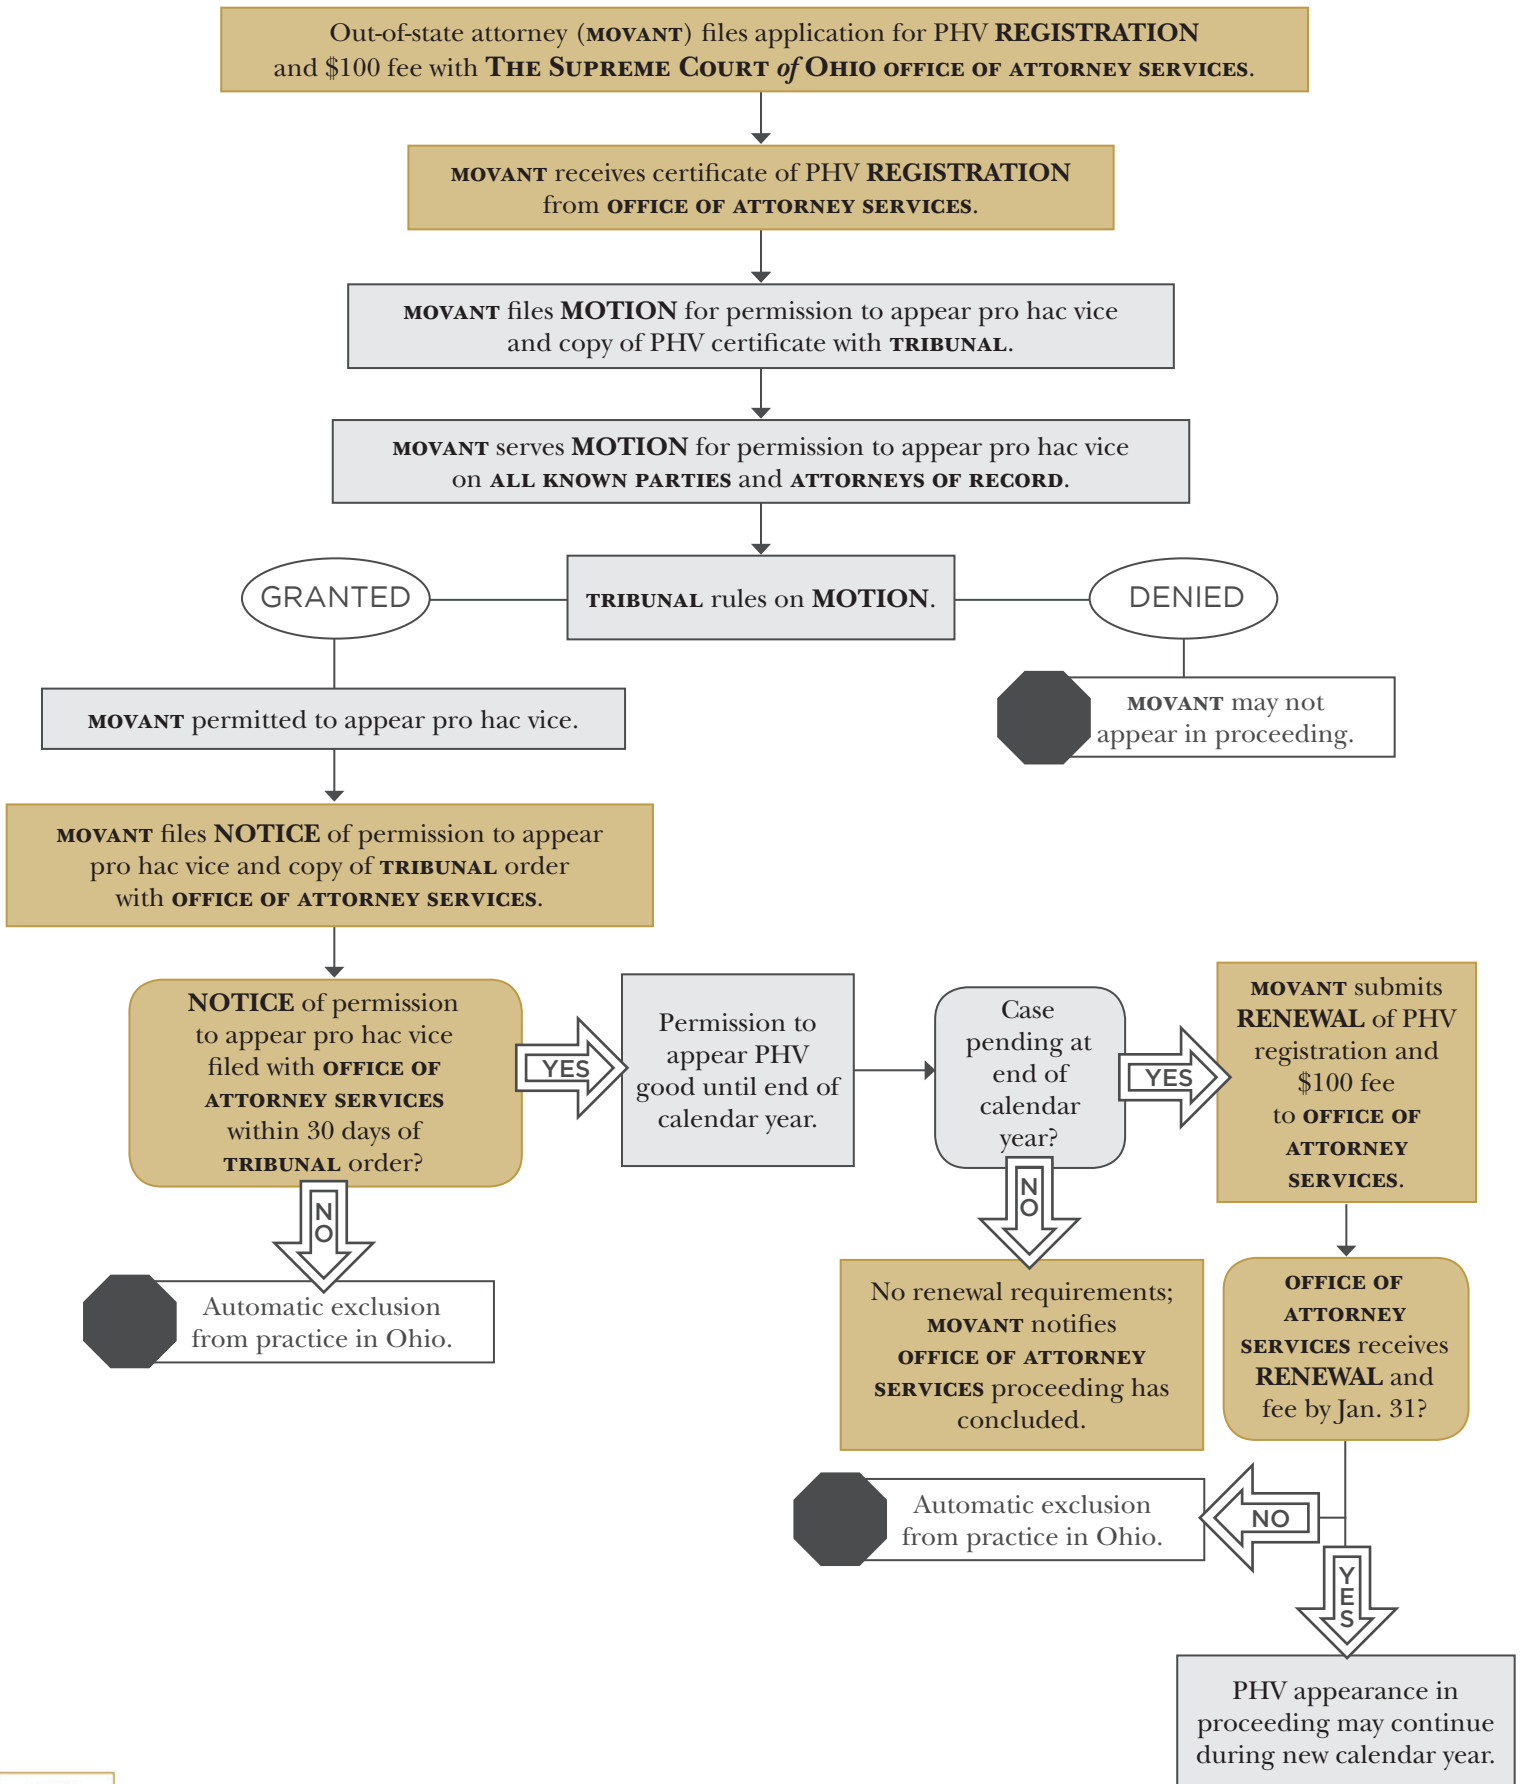 Out-of-state attorney (MOVANT) files application for PHV REGISTRATION
and $100 fee with THE SUPREME COURT of OHIO OFFICE OF ATTORNEY SERVICES.
MOVANT receives certificate of PHV REGISTRATION
from OFFICE OF ATTORNEY SERVICES.
MOVANT files MOTION for permission to appear pro hac vice
and copy of PHV certificate with TRIBUNAL.
MOVANT serves MOTION for permission to appear pro hac vice
on ALL KNOWN PARTIES and ATTORNEYS OF RECORD.
GRANTED
TRIBUNAL rules on MOTION.
DENIED
MOVANT permitted to appear pro hac vice.
MOVANT may not
appear in proceeding.
MOVANT files NOTICE of permission to appear
pro hac vice and copy of TRIBUNAL order
with OFFICE OF ATTORNEY SERVICES.
NOTICE of permission
to appear pro hac vice
filed with OFFICE OF
ATTORNEY SERVICES
within 30 days of
TRIBUNAL order?
YES
NO
Automatic exclusion
from practice in Ohio.
Permission to
appear PHV
good until end of
calendar year.
Case
pending at
end of
calendar
year?
YES
NO
No renewal requirements;
MOVANT notifies
OFFICE OF ATTORNEY
SERVICES proceeding has
concluded.
MOVANT submits
RENEWAL of PHV
registration and
$100 fee
to OFFICE OF
ATTORNEY
SERVICES.
OFFICE OF
ATTORNEY
SERVICES receives
RENEWAL and
fee by Jan. 31?
NO
Automatic exclusion
from practice in Ohio.
YES
PHV appearance in
proceeding may continue
during new calendar year.